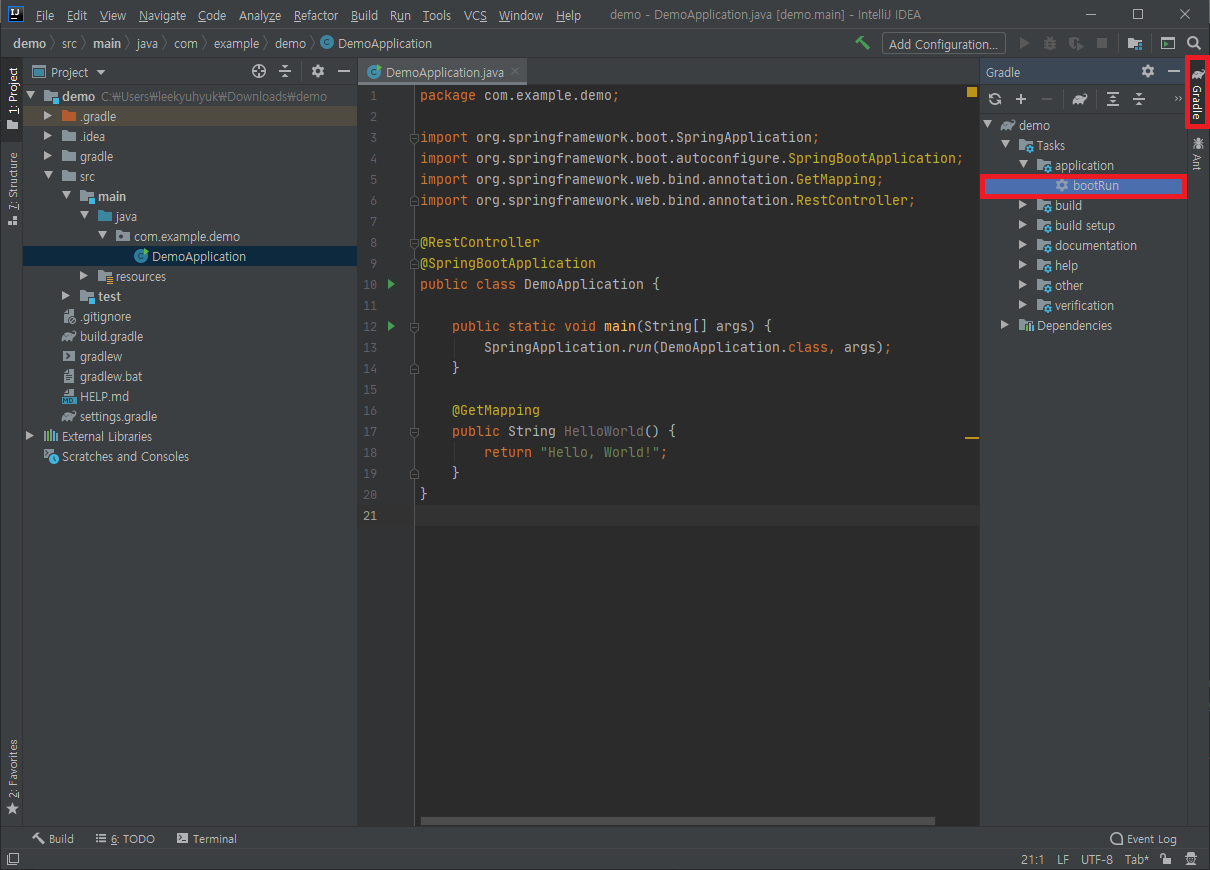 IJ File Edit View Navigate Code Analyze Refactor Build Run Tools VCS Window Help demo - DemoApplication.java [demo.main] - IntelliJ IDEA
demo src main java com example demo C DemoApplication Add Configuration...
1: Project
7: Structure
2: Favorites
Project
demo C:₩Users₩leekyuhyuk₩Downloads₩demo
.gradle
.idea
gradle
src
main
java
com.example.demo
C DemoApplication
resources
test
.gitignore
build.gradle
gradlew
gradlew.bat
MD HELP.md
settings.gradle
External Libraries
Scratches and Consoles
C DemoApplication.java
1 package com.example.demo;
2
3 import org.springframework.boot.SpringApplication;
4 import org.springframework.boot.autoconfigure.SpringBootApplication;
5 import org.springframework.web.bind.annotation.GetMapping;
6 import org.springframework.web.bind.annotation.RestController;
7
8 @RestController
9 @SpringBootApplication
10 public class DemoApplication {
11
12 public static void main(String[] args) {
13 SpringApplication.run(DemoApplication.class, args);
14 }
15
16 @GetMapping
17 public String HelloWorld() {
18 return "Hello, World!";
19 }
20 }
21
Gradle
demo
Tasks
application
bootRun
build
build setup
documentation
help
other
verification
Dependencies
Gradle
Ant
Build 6: TODO Terminal Event Log
21:1 LF UTF-8 Tab*